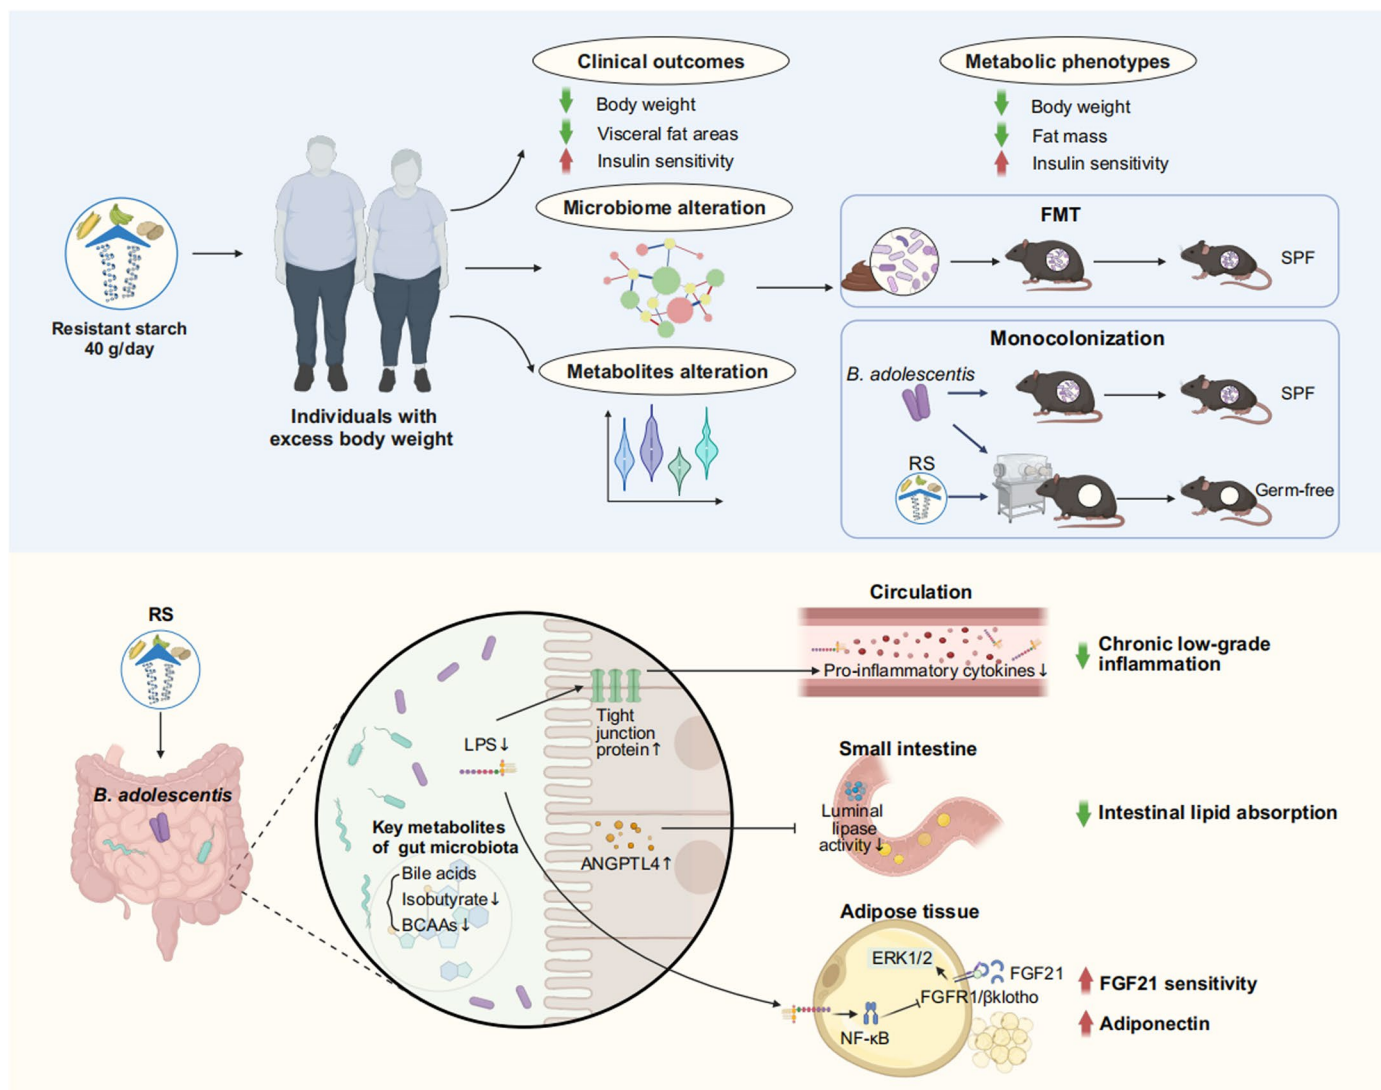 Clinical outcomes
Body weight
Visceral fat areas
Insulin sensitivity
Metabolic phenotypes
Body weight
Fat mass
Insulin sensitivity
Resistant starch
40 g/day
Individuals with
excess body weight
Microbiome alteration
Metabolites alteration
FMT
SPF
Monocolonization
B. adolescentis
SPF
RS
Germ-free
RS
B. adolescentis
LPS↓
Key metabolites
of gut microbiota
Bile acids
Isobutyrate↓
BCAAs↓
Tight
junction
protein↑
ANGPTL4↑
Circulation
Pro-inflammatory cytokines↓
Chronic low-grade
inflammation
Small intestine
Luminal
lipase
activity↓
Intestinal lipid absorption
Adipose tissue
ERK1/2
FGF21
FGFR1/βklotho
NF-κB
FGF21 sensitivity
Adiponectin